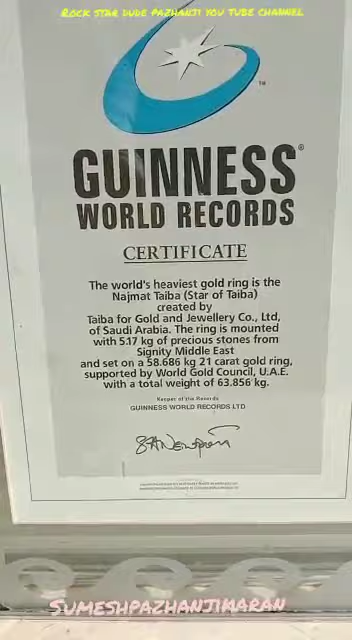 Rock star dude pazhanji you tube channel
™
GUINNESS®
WORLD RECORDS
CERTIFICATE
The world's heaviest gold ring is the
Najmat Taiba (Star of Taiba)
created by
Taiba for Gold and Jewellery Co., Ltd,
of Saudi Arabia. The ring is mounted
with 5.17 kg of precious stones from
Signity Middle East
and set on a 58.686 kg 21 carat gold ring,
supported by World Gold Council, U.A.E.
with a total weight of 63.856 kg.
Keeper of the Records
GUINNESS WORLD RECORDS LTD
Sumeshpazhanjimaran